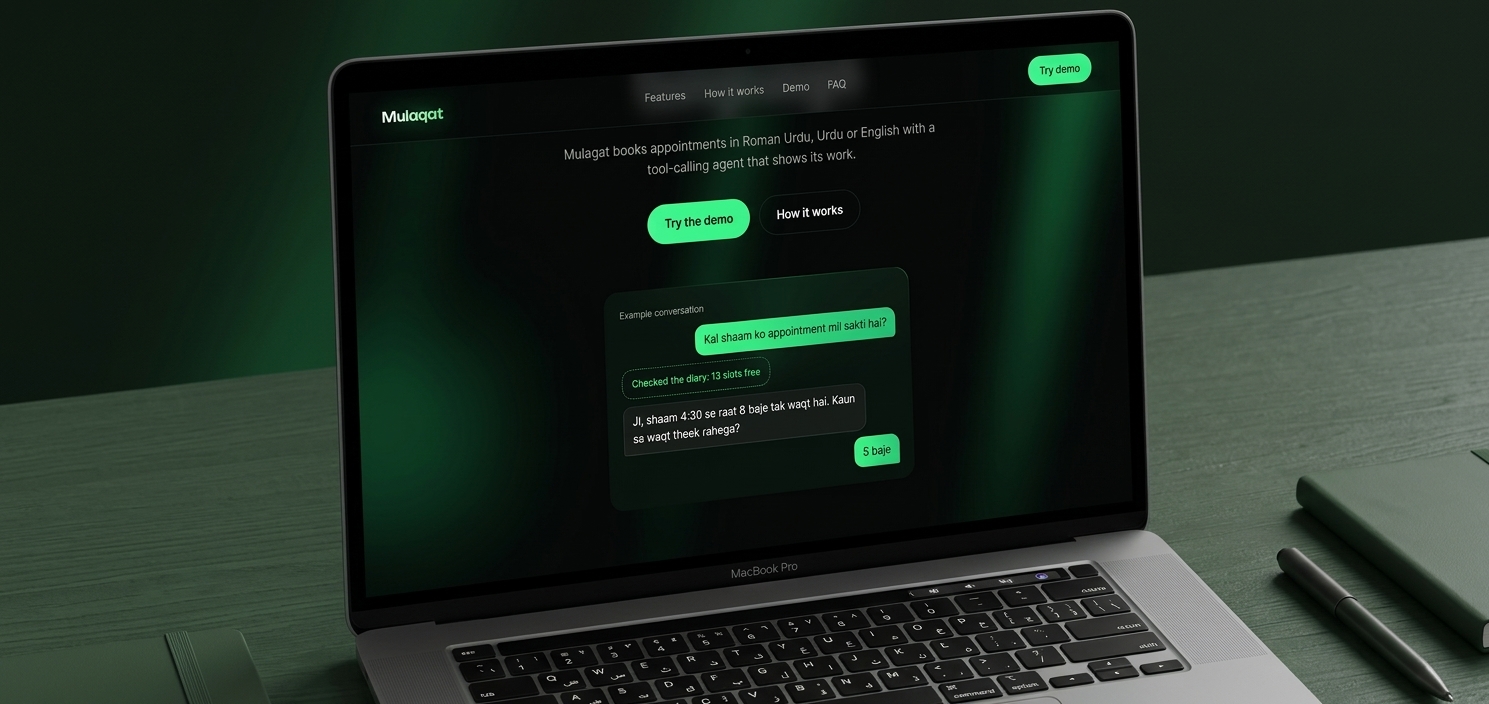 Mulaqat
Features
How it works
Demo
FAQ
Try demo
Mulaqat books appointments in Roman Urdu, Urdu or English with a
tool-calling agent that shows its work.
Try the demo
How it works
Example conversation
Kal shaam ko appointment mil sakti hai?
Checked the diary: 13 slots free
Ji, shaam 4:30 se raat 8 baje tak waqt hai. Kaun
sa waqt theek rahega?
5 baje
MacBook Pro
esc
command
option